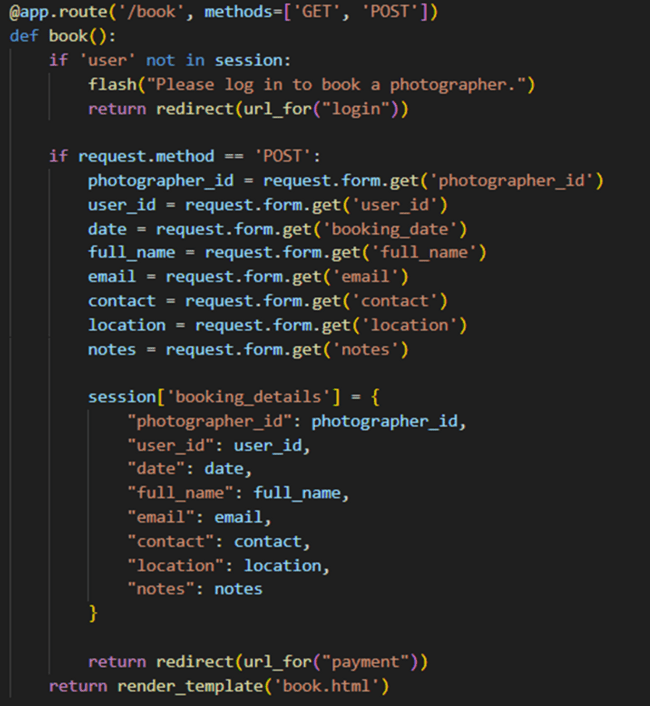 @app.route('/book', methods=['GET', 'POST'])
def book():
    if 'user' not in session:
        flash("Please log in to book a photographer.")
        return redirect(url_for("login"))

    if request.method == 'POST':
        photographer_id = request.form.get('photographer_id')
        user_id = request.form.get('user_id')
        date = request.form.get('booking_date')
        full_name = request.form.get('full_name')
        email = request.form.get('email')
        contact = request.form.get('contact')
        location = request.form.get('location')
        notes = request.form.get('notes')

        session['booking_details'] = {
            "photographer_id": photographer_id,
            "user_id": user_id,
            "date": date,
            "full_name": full_name,
            "email": email,
            "contact": contact,
            "location": location,
            "notes": notes
        }

        return redirect(url_for("payment"))
    return render_template('book.html')